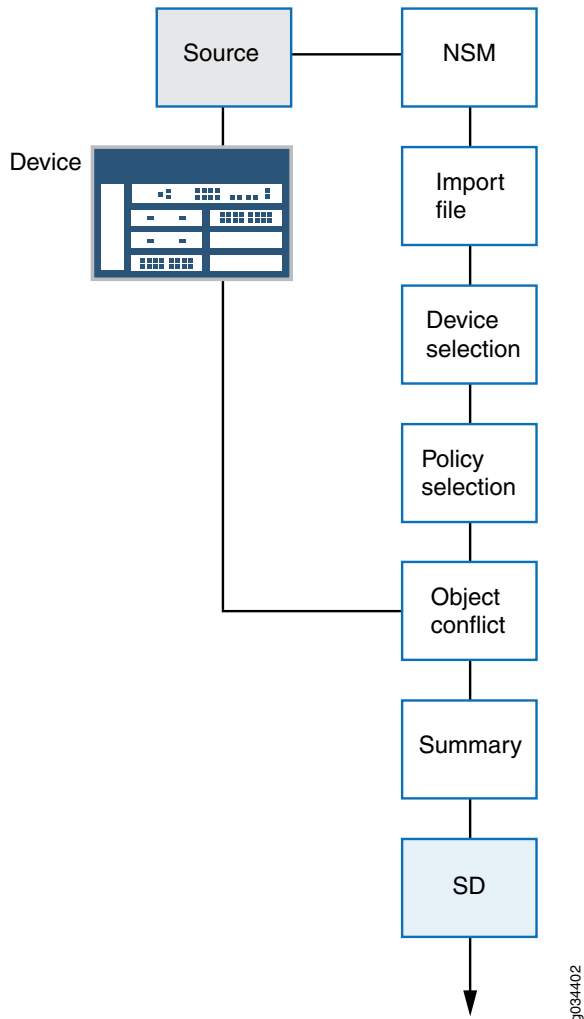 Source
NSM
Device
Import
file
Device
selection
Policy
selection
Object
conflict
Summary
SD
g034402